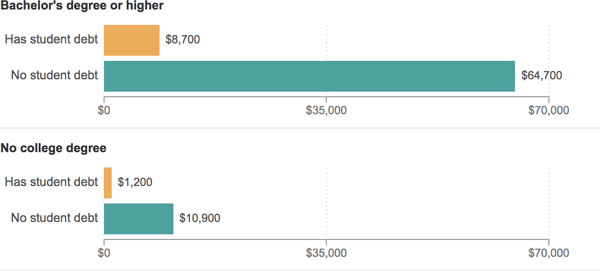 Bachelor's degree or higher
Has student debt $8,700
No student debt $64,700
$0 $35,000 $70,000
No college degree
Has student debt $1,200
No student debt $10,900
$0 $35,000 $70,000